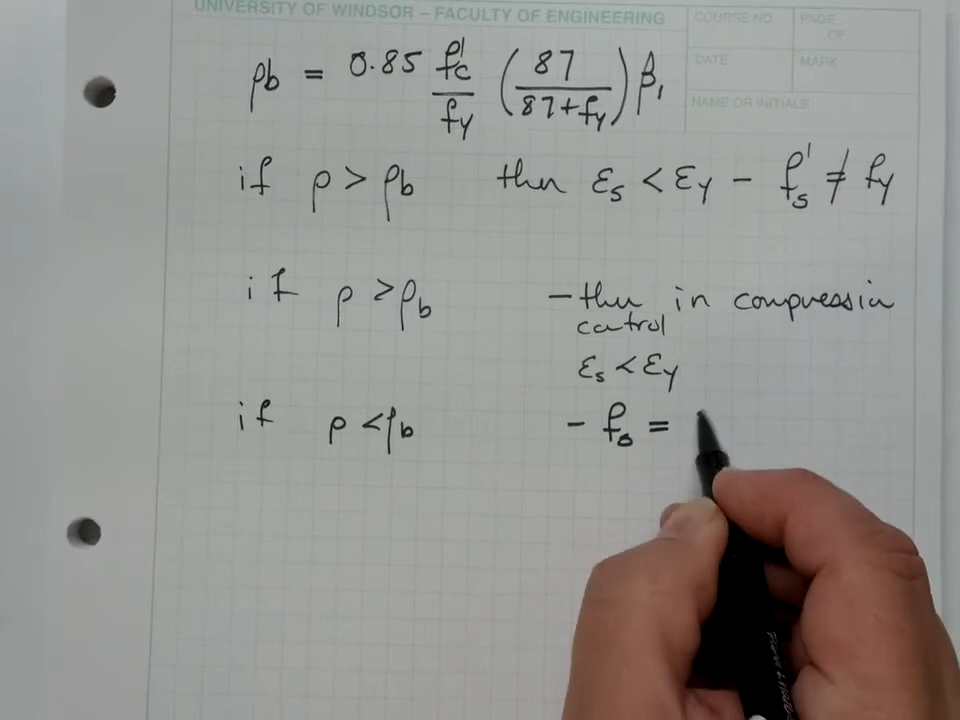 UNIVERSITY OF WINDSOR – FACULTY OF ENGINEERING
COURSE NO.
PAGE
OF
DATE
MARK
NAME OR INITIALS
ρb = 0.85 f'c/fy (87/(87+fy)) β1
if ρ > ρb then εs < εy - f's ≠ fy
if ρ > ρb - then in compression
control
εs < εy
if ρ < ρb - fs =